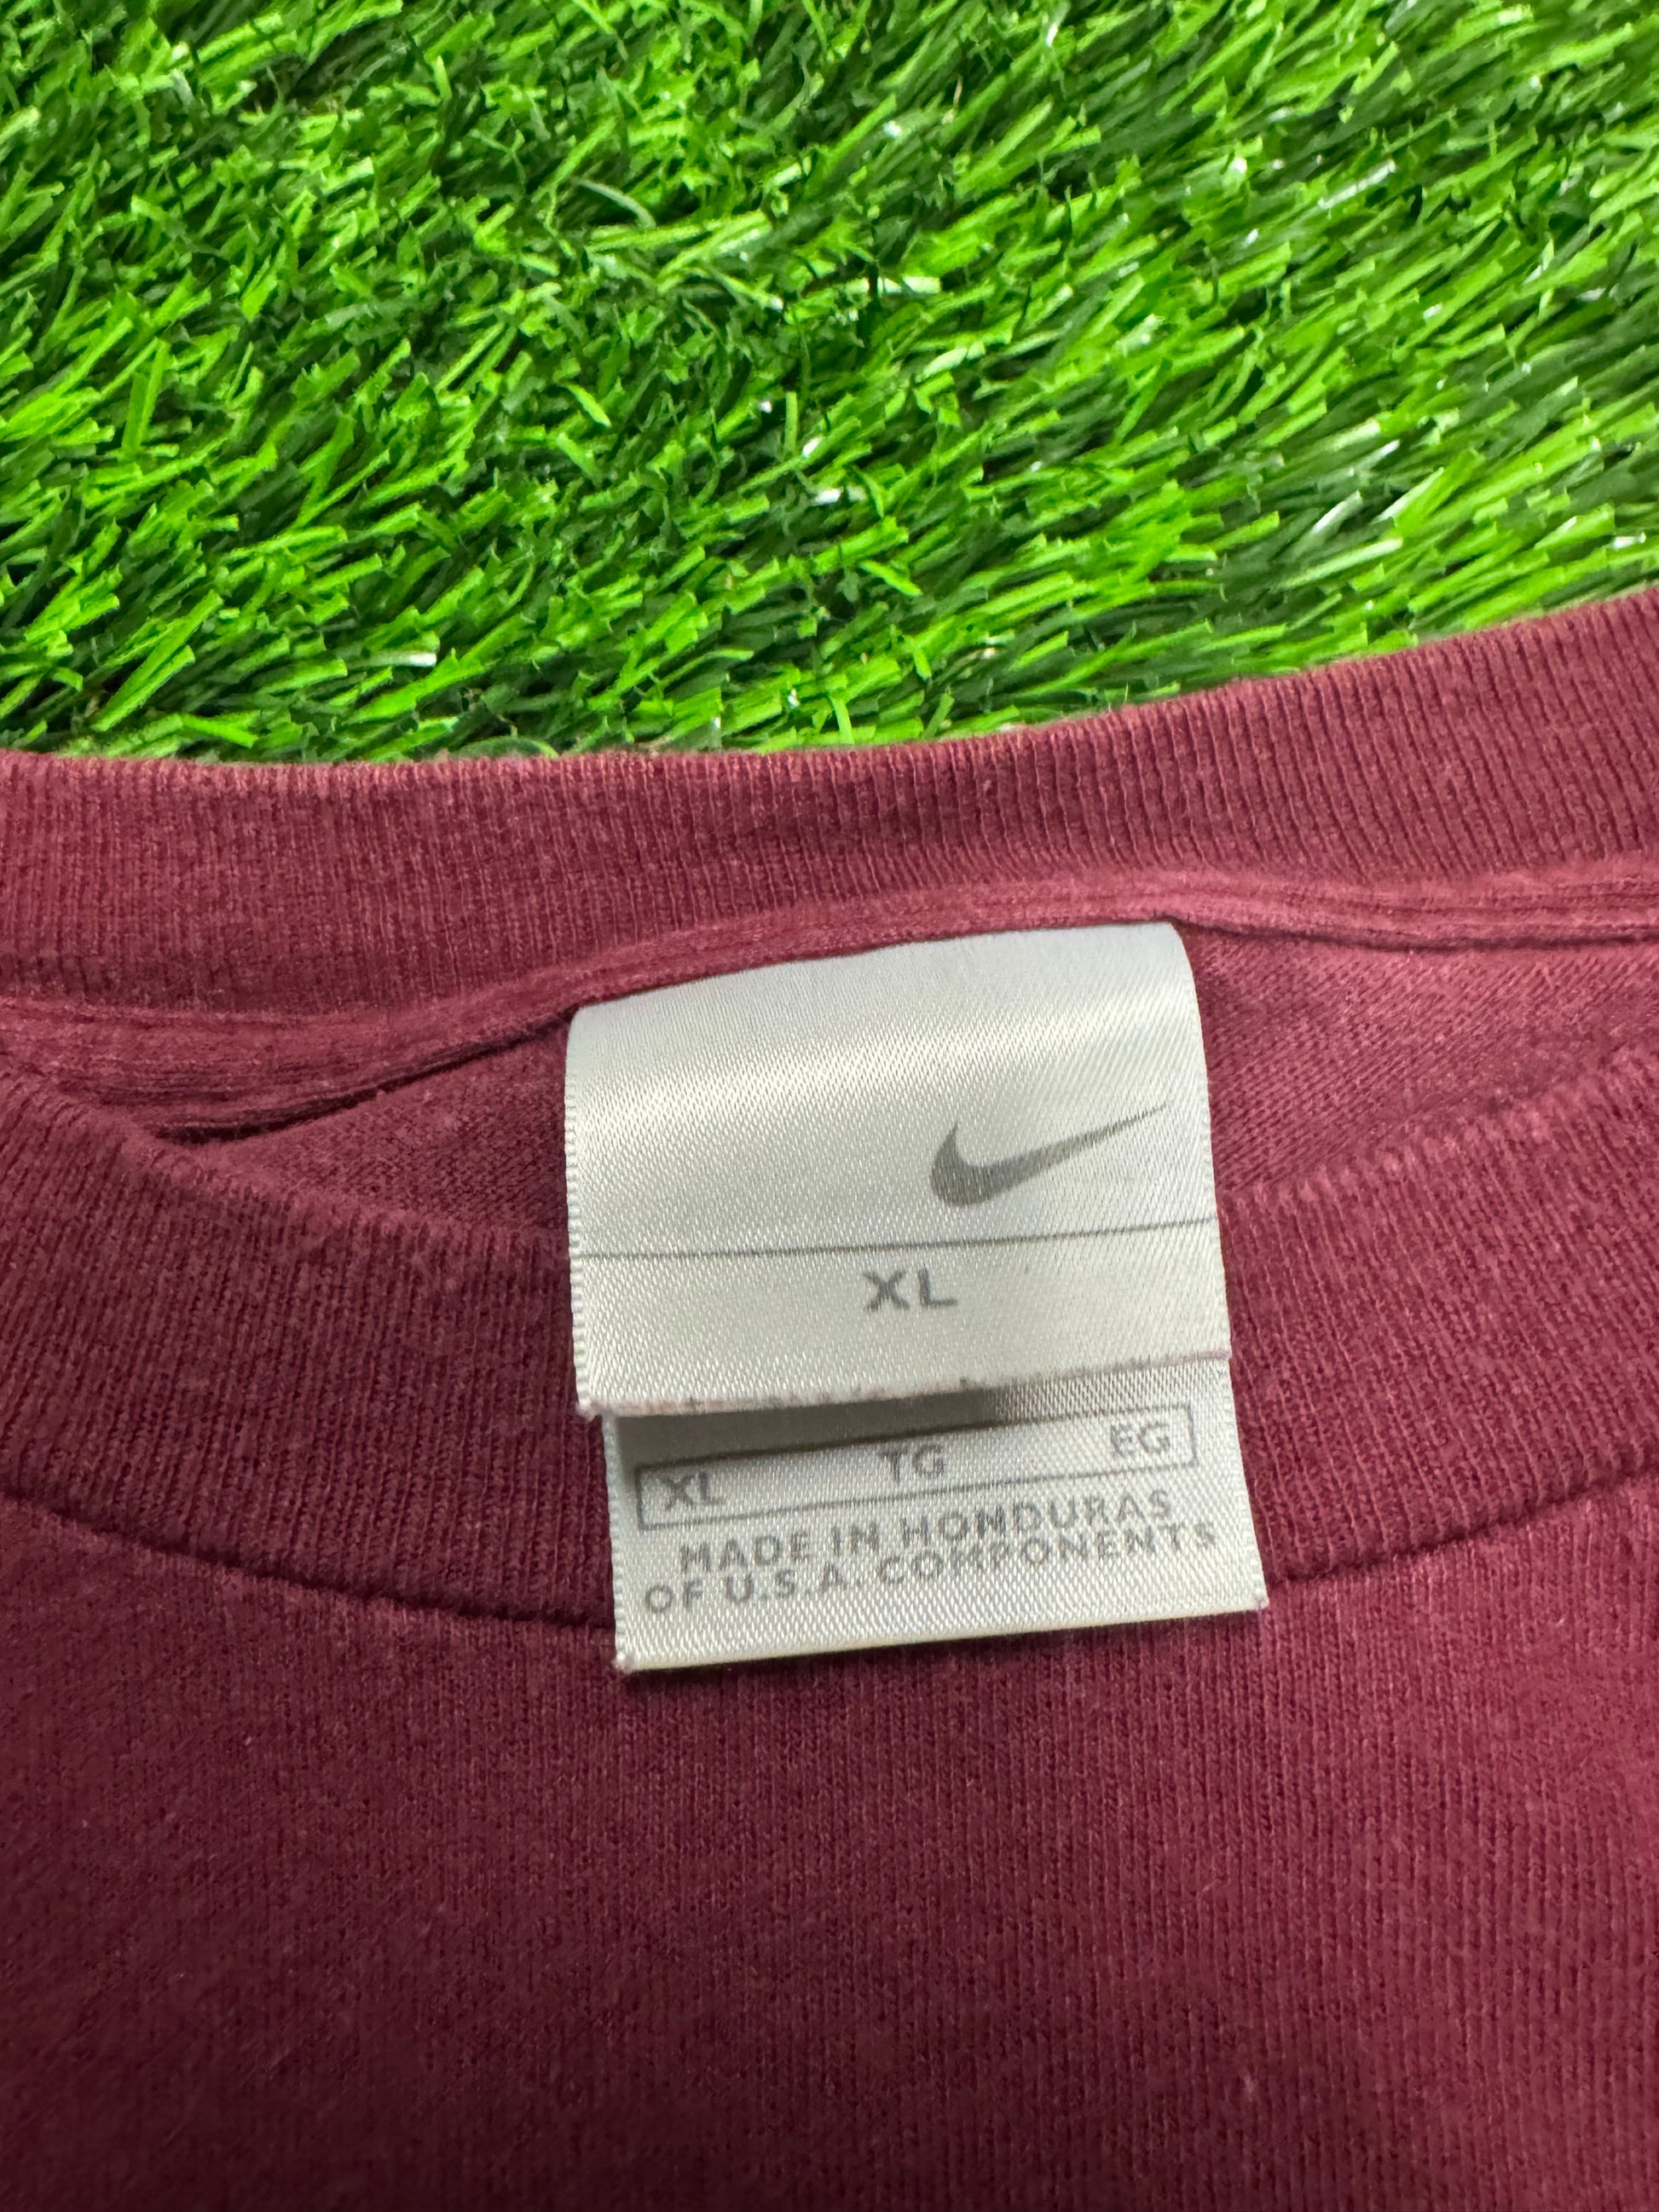 XL
XL TG EG
MADE IN HONDURAS
OF U.S.A. COMPONENTS